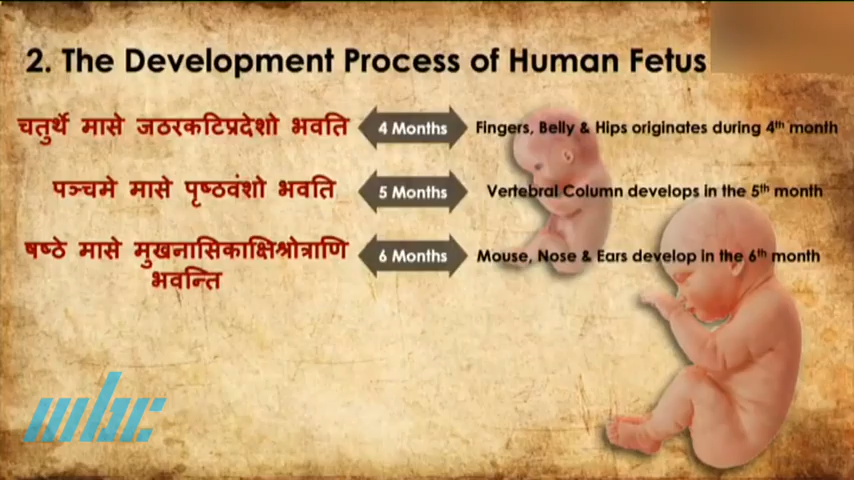 2. The Development Process of Human Fetus
चतुर्थे मासे जठरकटिप्रदेशो भवति 4 Months Fingers, Belly & Hips originates during 4th month
पञ्चमे मासे पृष्ठवंशो भवति 5 Months Vertebral Column develops in the 5th month
षष्ठे मासे मुखनासिकाक्षिश्रोत्राणि 6 Months Mouse, Nose & Ears develop in the 6th month
भवन्ति
mbc